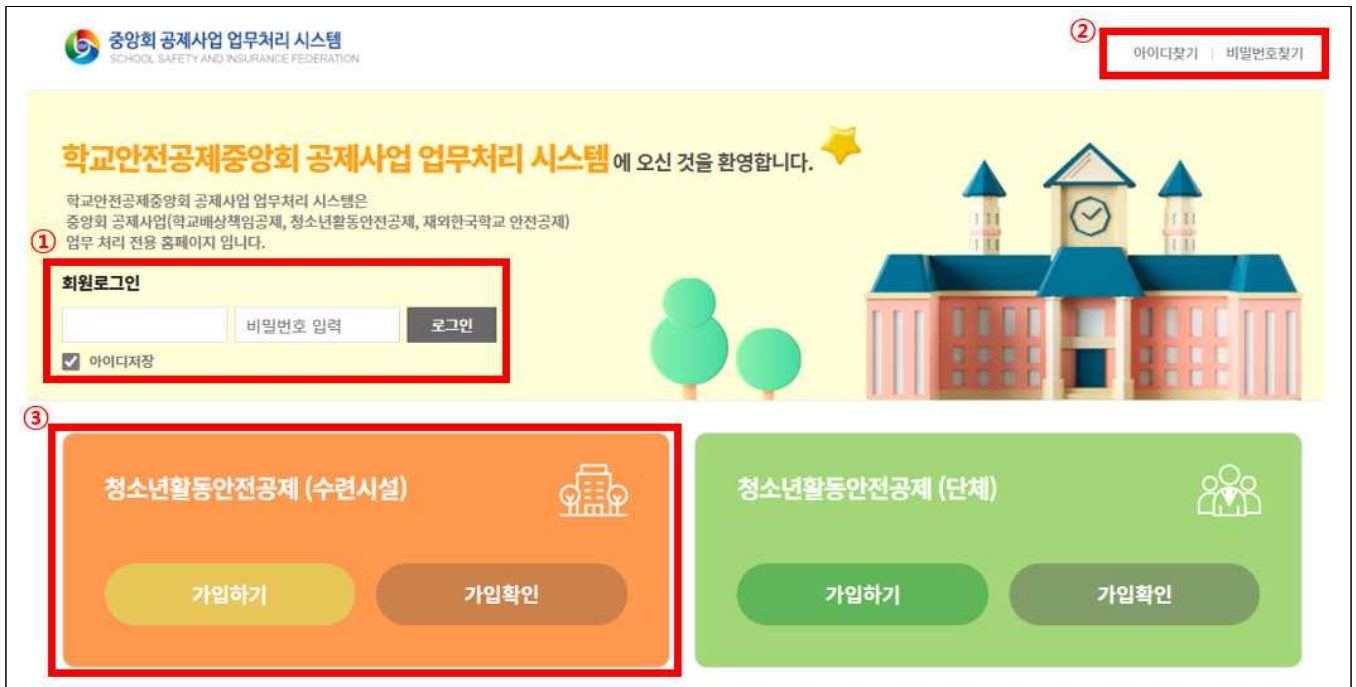 중앙회 공제사업 업무처리 시스템
SCHOOL SAFETY AND INSURANCE FEDERATION
②
아이디찾기 | 비밀번호찾기
학교안전공제중앙회 공제사업 업무처리 시스템에 오신 것을 환영합니다.
학교안전공제중앙회 공제사업 업무처리 시스템은
중앙회 공제사업(학교배상책임공제, 청소년활동안전공제, 재외한국학교 안전공제)
업무 처리 전용 홈페이지 입니다.
①
회원로그인
비밀번호 입력 로그인
아이디저장
③
청소년활동안전공제 (수련시설)
가입하기 가입확인
청소년활동안전공제 (단체)
가입하기 가입확인